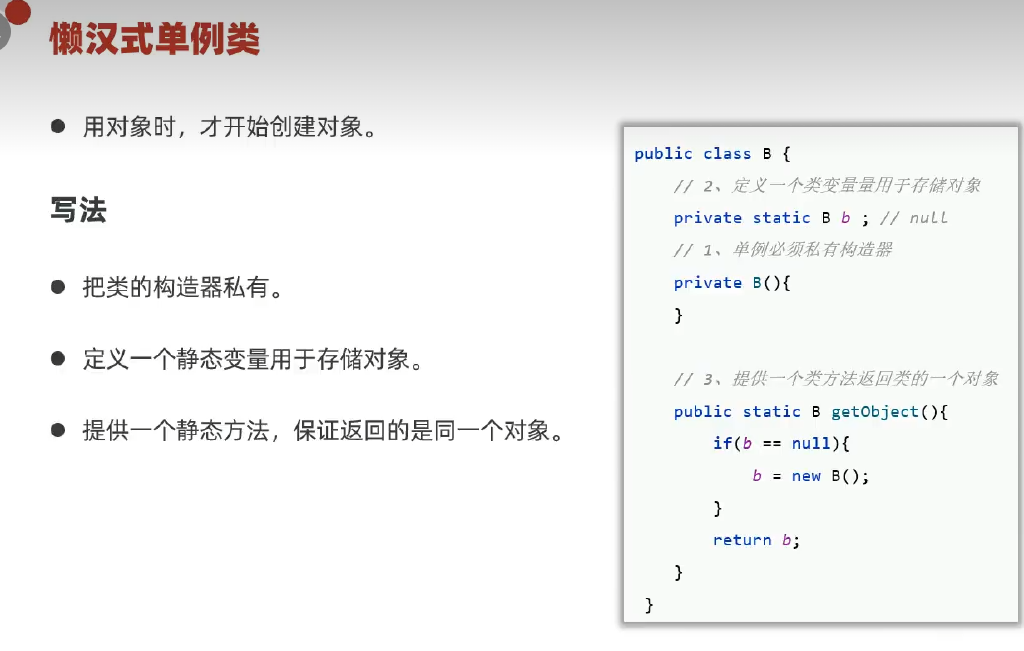 懒汉式单例类
● 用对象时，才开始创建对象。
写法
● 把类的构造器私有。
● 定义一个静态变量用于存储对象。
● 提供一个静态方法，保证返回的是同一个对象。
public class B {
// 2、定义一个类变量量用于存储对象
private static B b ; // null
// 1、单例必须私有构造器
private B(){
}
// 3、提供一个类方法返回类的一个对象
public static B getObject(){
if(b == null){
b = new B();
}
return b;
}
}